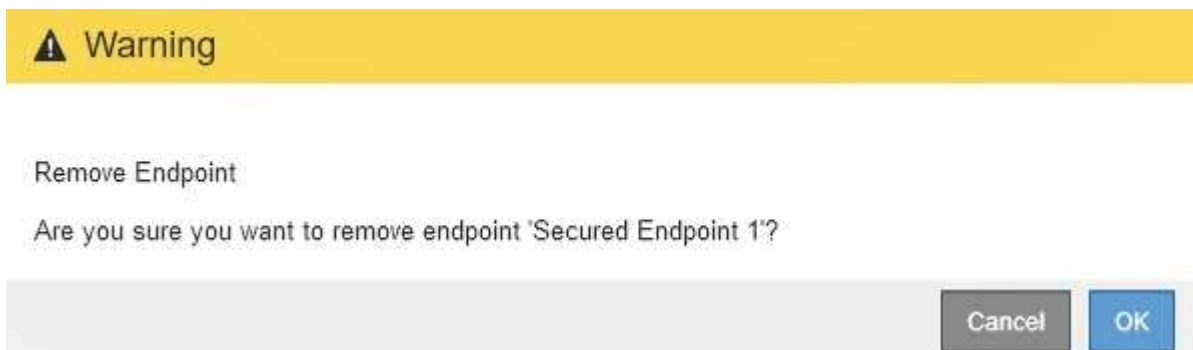 Warning
Remove Endpoint
Are you sure you want to remove endpoint 'Secured Endpoint 1'?
Cancel OK